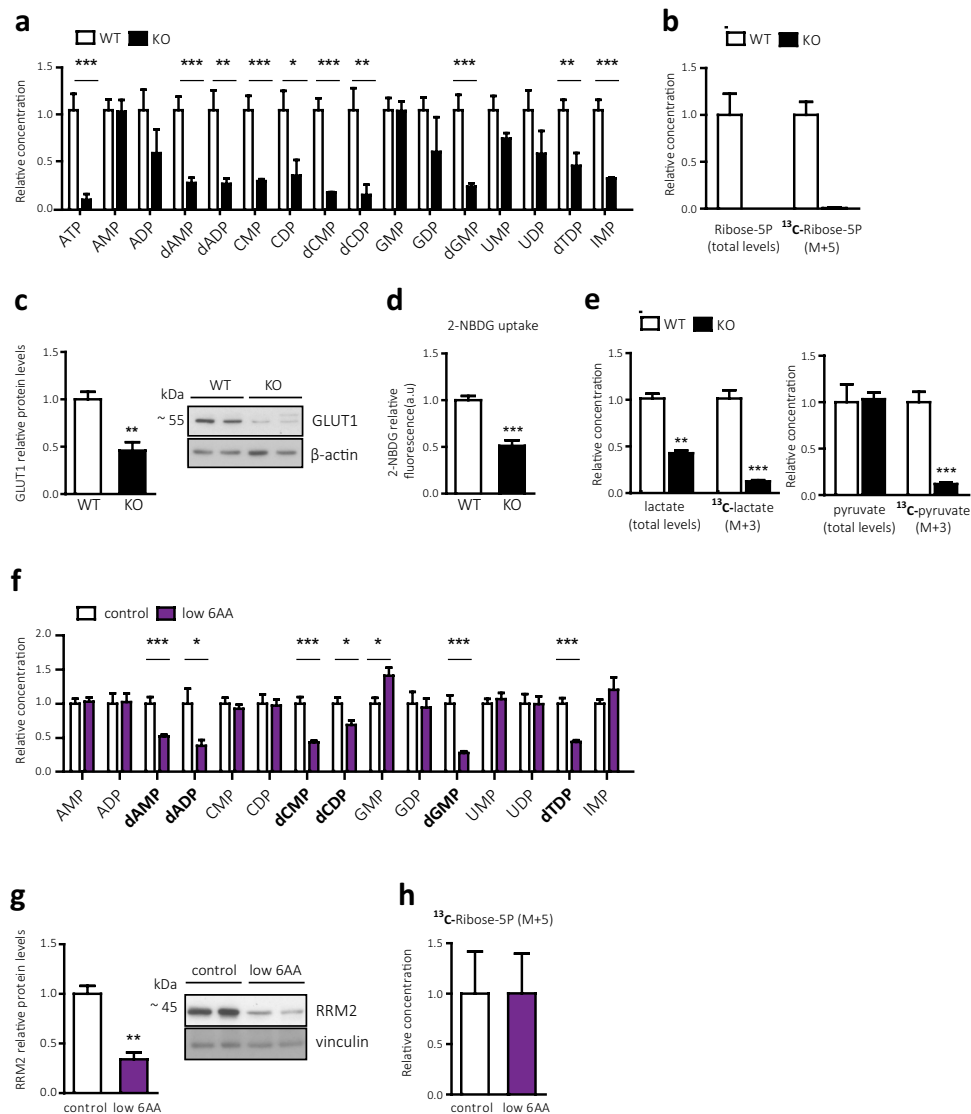 a
WT KO
*** *** ** *** * *** ** *** ** ***
Relative concentration
1.5
1.0
0.5
0.0
ATP AMP ADP dAMP dADP CMP CDP dCMP dCDP GMP GDP dGMP UMP UDP dTDP IMP
b
WT KO
Relative concentration
1.5
1.0
0.5
0.0
Ribose-5P 13C-Ribose-5P
(total levels) (M+5)
c
GLUT1 relative protein levels
1.5
1.0
0.5
0.0
**
WT KO
kDa WT KO
~ 55 GLUT1
β-actin
d
2-NBDG uptake
2-NBDG relative
fluorescence(a.u)
1.5
1.0
0.5
0.0
***
WT KO
e
WT KO
Relative concentration
1.5
1.0
0.5
0.0
** ***
lactate 13C-lactate
(total levels) (M+3)
Relative concentration
1.5
1.0
0.5
0.0
***
pyruvate 13C-pyruvate
(total levels) (M+3)
f
control low 6AA
*** * *** * * *** ***
Relative concentration
2.0
1.5
1.0
0.5
0.0
AMP ADP dAMP dADP CMP CDP dCMP dCDP GMP GDP dGMP UMP UDP dTDP IMP
g
RRM2 relative protein levels
1.5
1.0
0.5
0.0
**
control low 6AA
kDa control low 6AA
~ 45 RRM2
vinculin
h
13C-Ribose-5P (M+5)
Relative concentration
1.5
1.0
0.5
0.0
control low 6AA